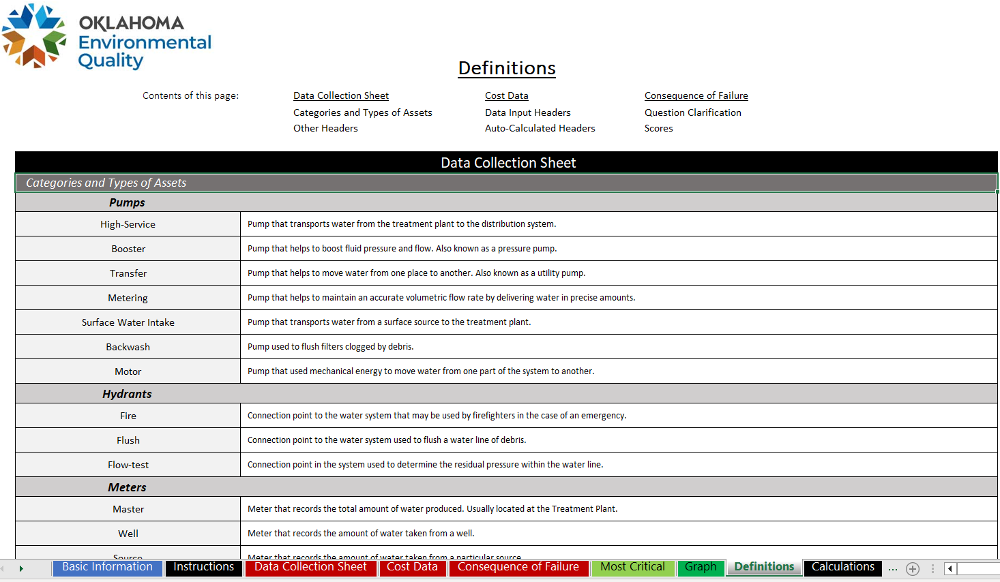 OKLAHOMA
Environmental
Quality
Definitions
Contents of this page:
Data Collection Sheet
Cost Data
Consequence of Failure
Categories and Types of Assets
Data Input Headers
Question Clarification
Other Headers
Auto-Calculated Headers
Scores
Data Collection Sheet
Categories and Types of Assets
Pumps
High-Service
Pump that transports water from the treatment plant to the distribution system.
Booster
Pump that helps to boost fluid pressure and flow. Also known as a pressure pump.
Transfer
Pump that helps to move water from one place to another. Also known as a utility pump.
Metering
Pump that helps to maintain an accurate volumetric flow rate by delivering water in precise amounts.
Surface Water Intake
Pump that transports water from a surface source to the treatment plant.
Backwash
Pump used to flush filters clogged by debris.
Motor
Pump that used mechanical energy to move water from one part of the system to another.
Hydrants
Fire
Connection point to the water system that may be used by firefighters in the case of an emergency.
Flush
Connection point to the water system used to flush a water line of debris.
Flow-test
Connection point in the system used to determine the residual pressure within the water line.
Meters
Master
Meter that records the total amount of water produced. Usually located at the Treatment Plant.
Well
Meter that records the amount of water taken from a well.
Source
Meter that records the amount of water taken from a particular source
Basic Information
Instructions
Data Collection Sheet
Cost Data
Consequence of Failure
Most Critical
Graph
Definitions
Calculations
...